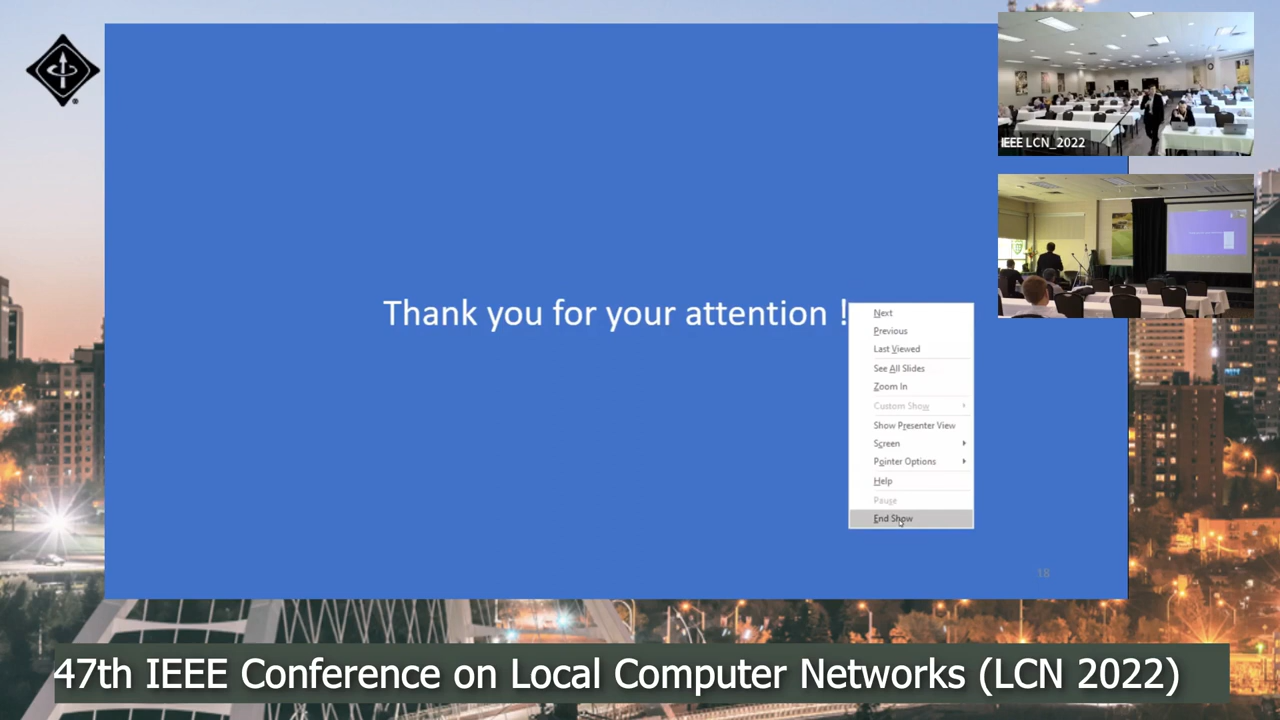 IEEE LCN_2022
Thank you for your attention !
Next
Previous
Last Viewed
See All Slides
Zoom In
Custom Show
Show Presenter View
Screen
Pointer Options
Help
Pause
End Show
18
47th IEEE Conference on Local Computer Networks (LCN 2022)